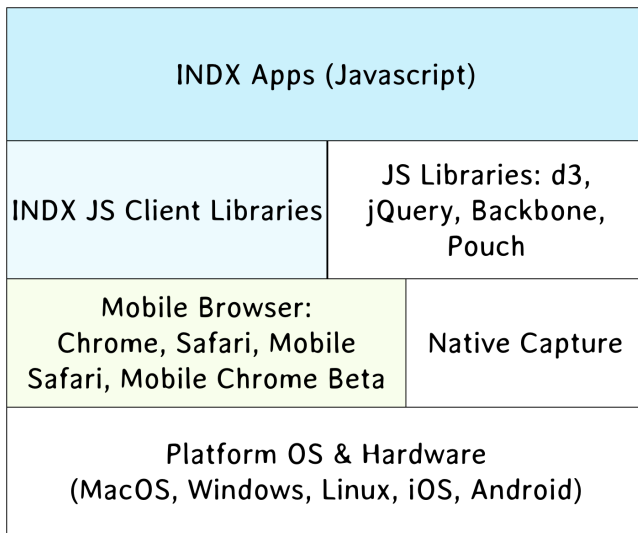 INDX Apps (Javascript)
INDX JS Client Libraries
JS Libraries: d3,
jQuery, Backbone,
Pouch
Mobile Browser:
Chrome, Safari, Mobile
Safari, Mobile Chrome Beta
Native Capture
Platform OS & Hardware
(MacOS, Windows, Linux, iOS, Android)